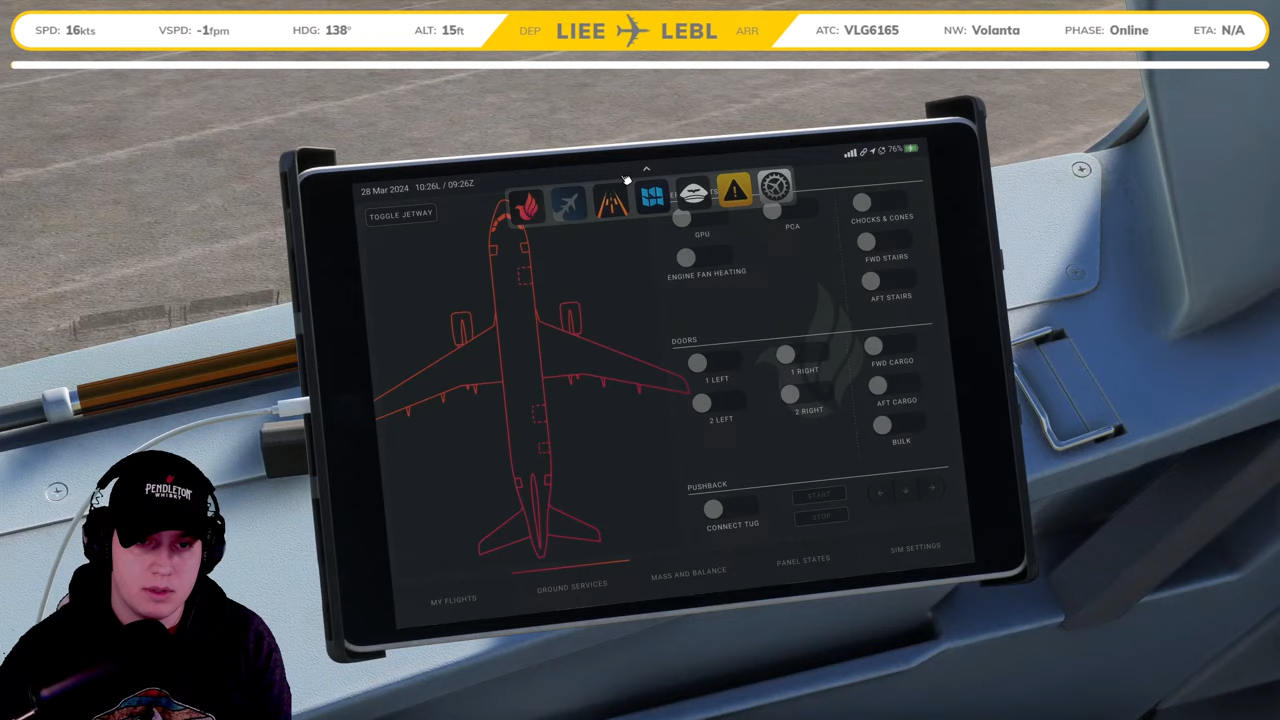 SPD: 16kts VSPD: -1fpm HDG: 138° ALT: 15ft DEP LIEE LEBL ARR ATC: VLG6165 NW: Volanta PHASE: Online ETA: N/A
28 Mar 2024 10:26L / 09:26Z
76%
TOGGLE JETWAY
GPU
PCA
CHOCKS & CONES
ENGINE FAN HEATING
FWD STAIRS
AFT STAIRS
DOORS
1 LEFT
1 RIGHT
FWD CARGO
2 LEFT
2 RIGHT
AFT CARGO
BULK
PUSHBACK
CONNECT TUG
START
STOP
MY FLIGHTS
GROUND SERVICES
MASS AND BALANCE
PANEL STATES
SIM SETTINGS
PENDLETON
WHISKY